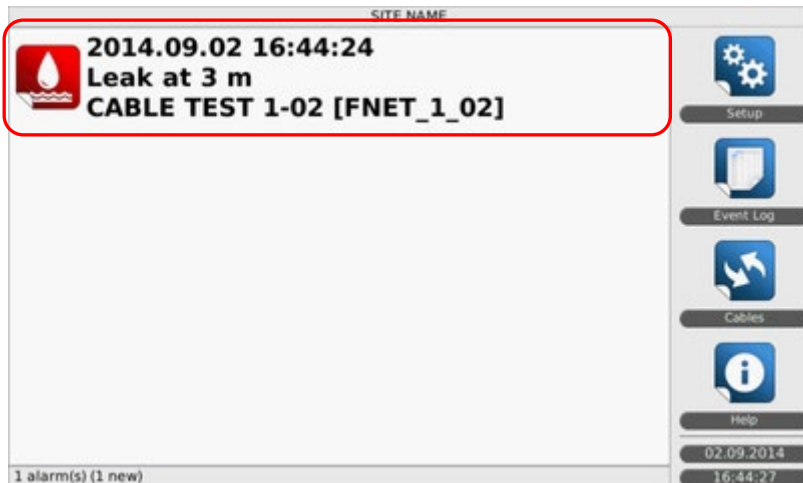 SITE NAME
2014.09.02 16:44:24
Leak at 3 m
CABLE TEST 1-02 [FNET_1_02]
Setup
Event Log
Cables
Help
02.09.2014
16:44:27
1 alarm(s) (1 new)